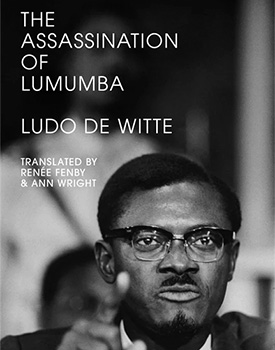 THE
ASSASSINATION
OF
LUMUMBA
LUDO DE WITTE
TRANSLATED BY
RENÉE FENBY
& ANN WRIGHT